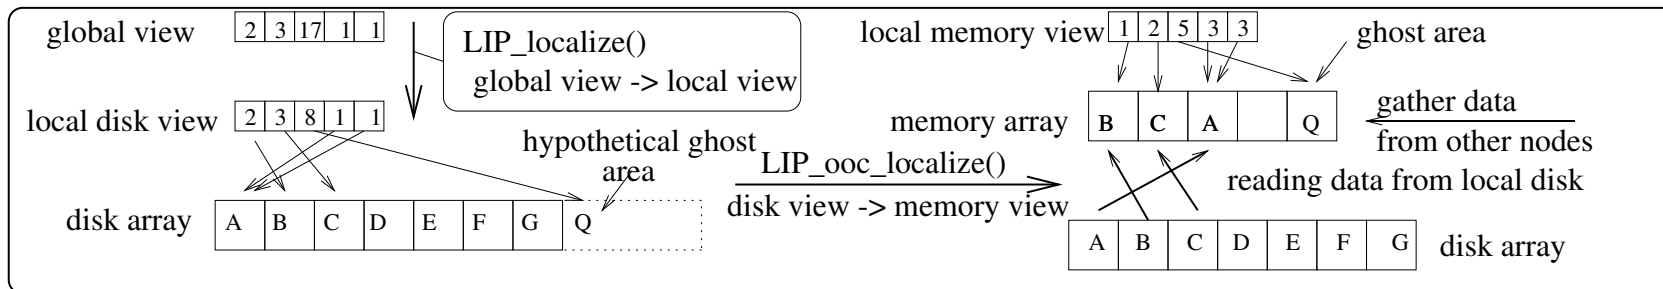 global view 2 3 17 1 1
LIP_localize()
global view -> local view
local disk view 2 3 8 1 1
hypothetical ghost
area
disk array A B C D E F G Q
LIP_ooc_localize()
disk view -> memory view
local memory view 1 2 5 3 3
ghost area
memory array B C A Q
gather data
from other nodes
reading data from local disk
A B C D E F G disk array